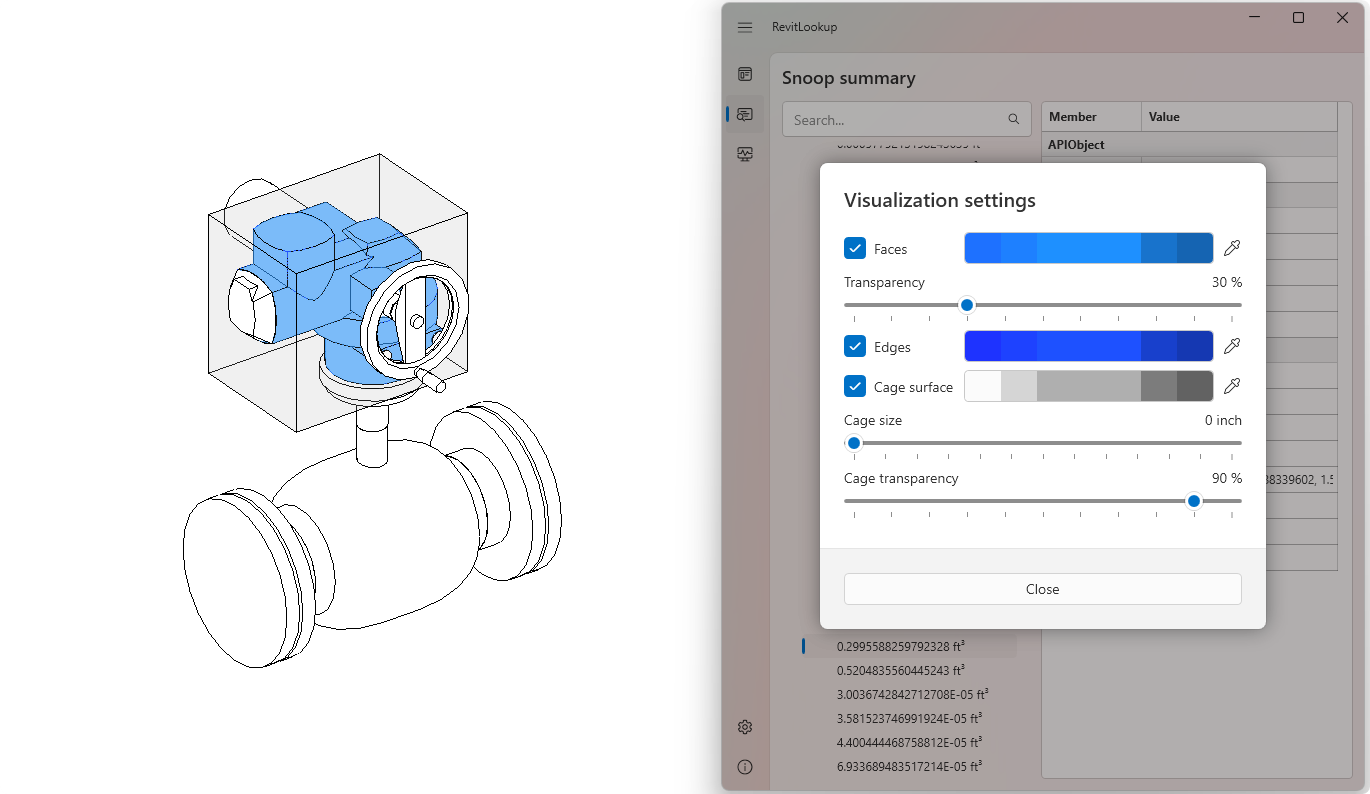 RevitLookup
Snoop summary
Search...
Member
Value
APIObject
Visualization settings
Faces
Transparency
30 %
Edges
Cage surface
Cage size
0 inch
Cage transparency
90 %
38339602, 1.5
Close
0.2995588259792328 ft³
0.5204835560445243 ft³
3.0036742842712708E-05 ft³
3.581523746991924E-05 ft³
4.400444468758812E-05 ft³
6.933689483517214E-05 ft³